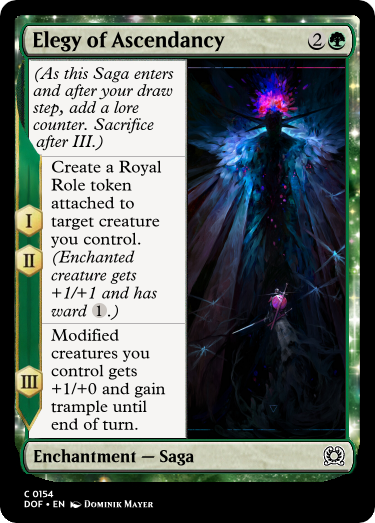 Elegy of Ascendancy 2
(As this Saga enters
and after your draw
step, add a lore
counter. Sacrifice
after III.)
I
II
Create a Royal
Role token
attached to
target creature
you control.
(Enchanted
creature gets
+1/+1 and has
ward 1.)
III
Modified
creatures you
control gets
+1/+0 and gain
trample until
end of turn.
Enchantment — Saga
C 0154
DOF • EN Dominik Mayer